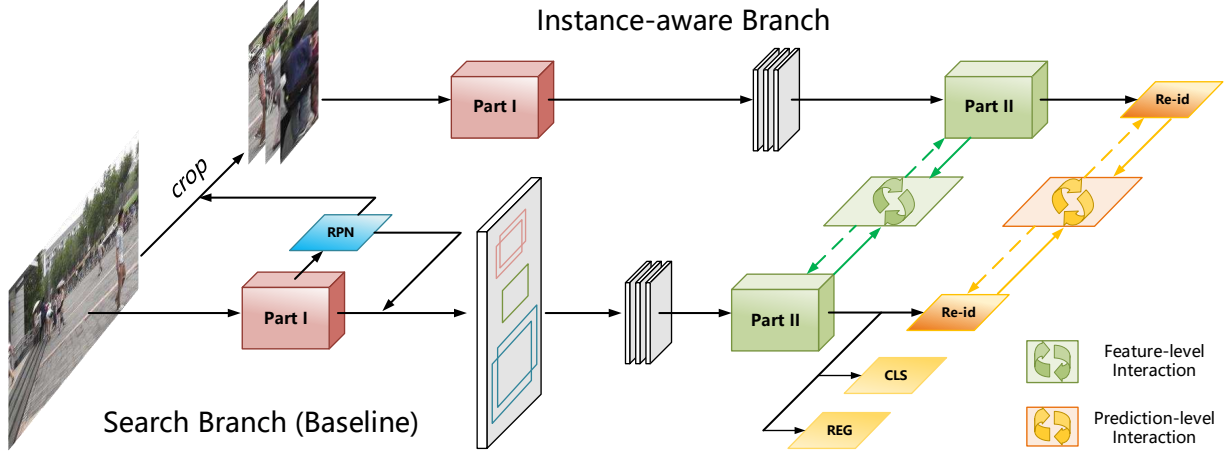 Instance-aware Branch
Part I
Part II
Re-id
crop
RPN
Part I
Part II
Re-id
CLS
REG
Feature-level
Interaction
Prediction-level
Interaction
Search Branch (Baseline)